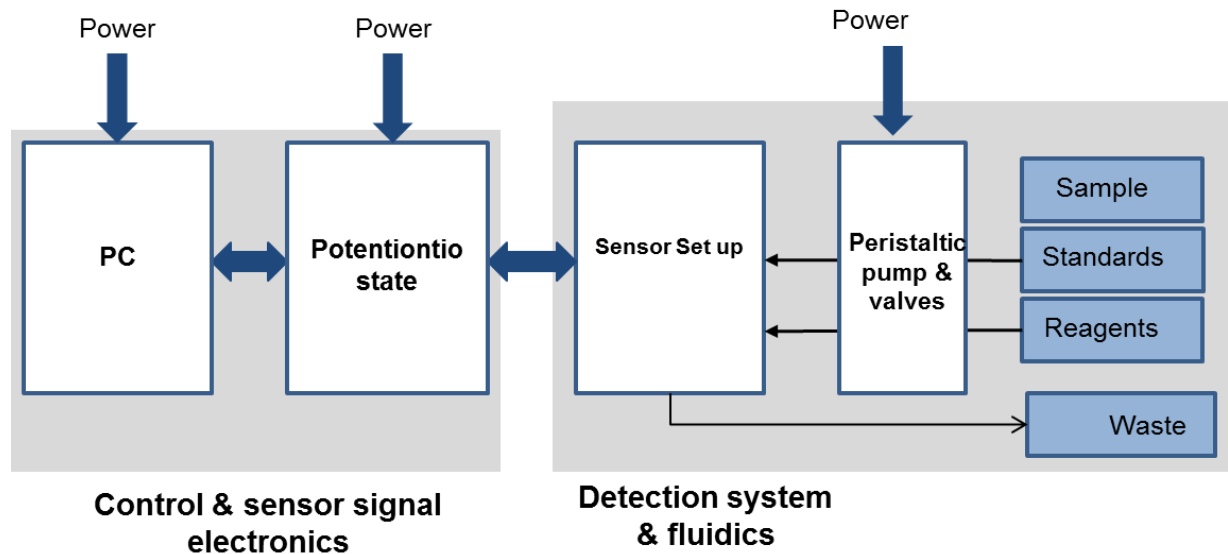 Power
Power
Power
PC
Potentiontio
state
Sensor Set up
Peristaltic
pump &
valves
Sample
Standards
Reagents
Waste
Control & sensor signal
electronics
Detection system
& fluidics